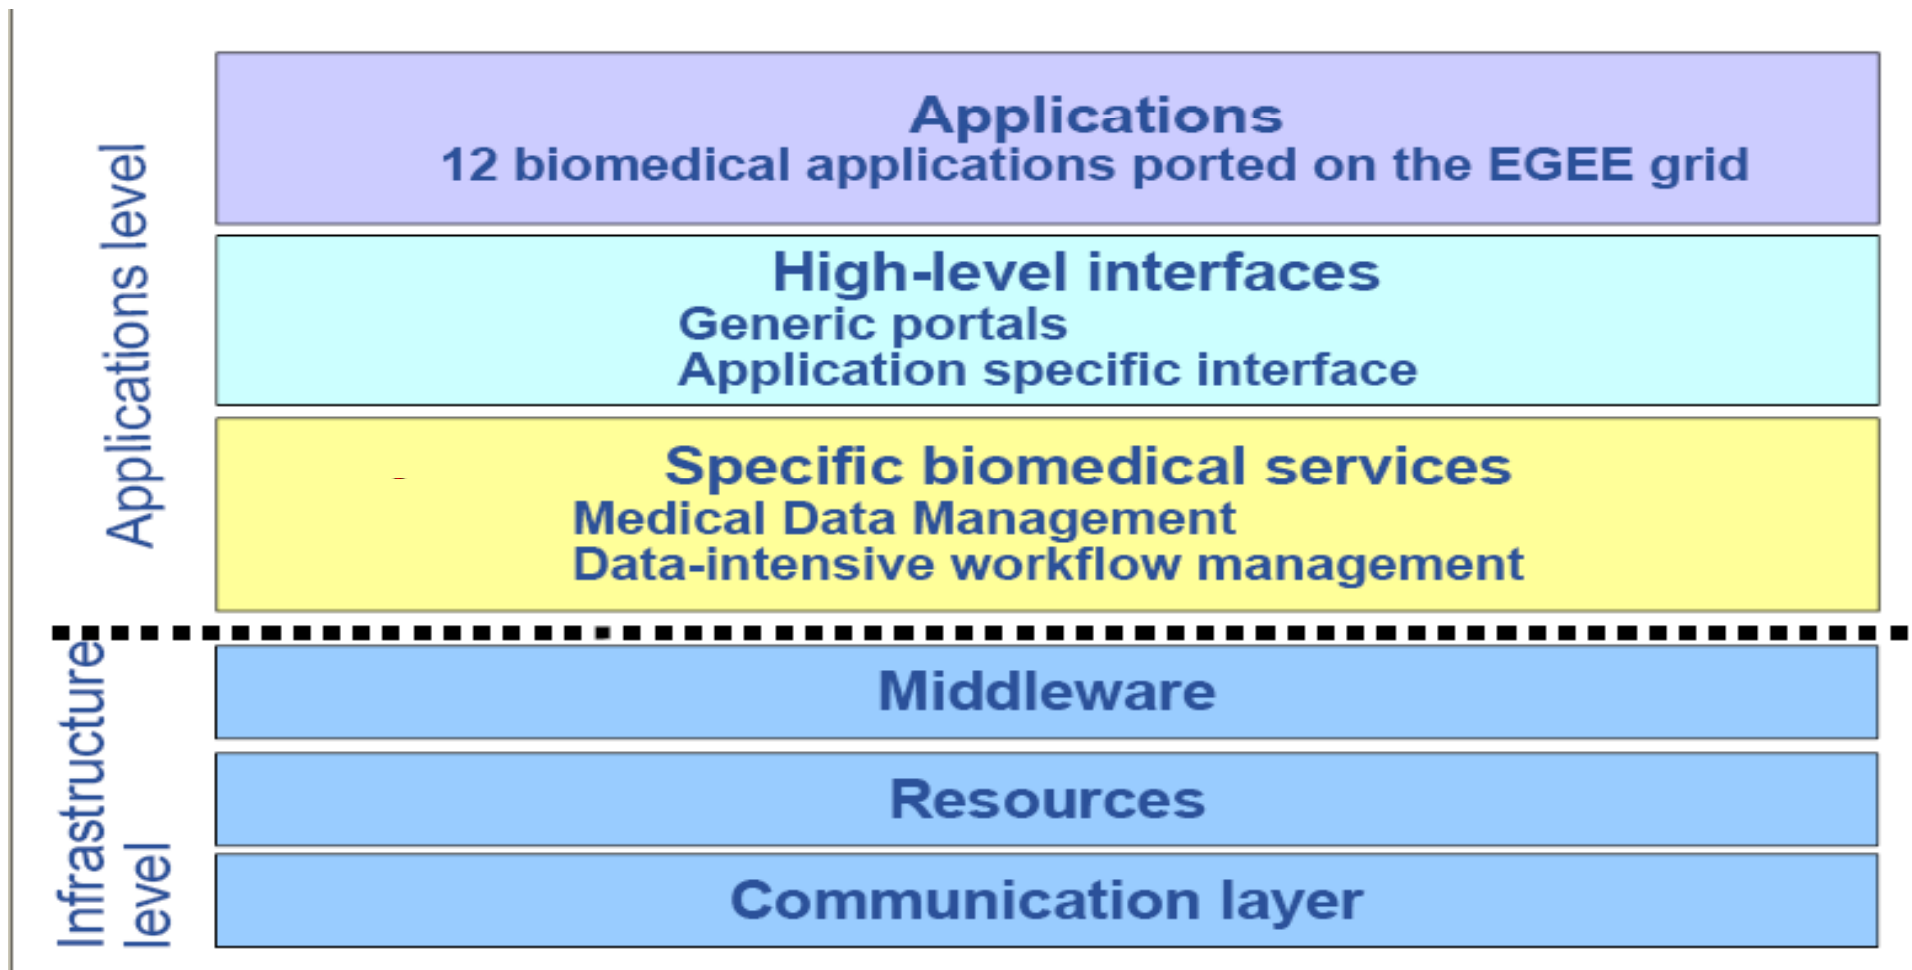 Applications level
Applications
12 biomedical applications ported on the EGEE grid
High-level interfaces
Generic portals
Application specific interface
Specific biomedical services
Medical Data Management
Data-intensive workflow management
Infrastructure
level
Middleware
Resources
Communication layer